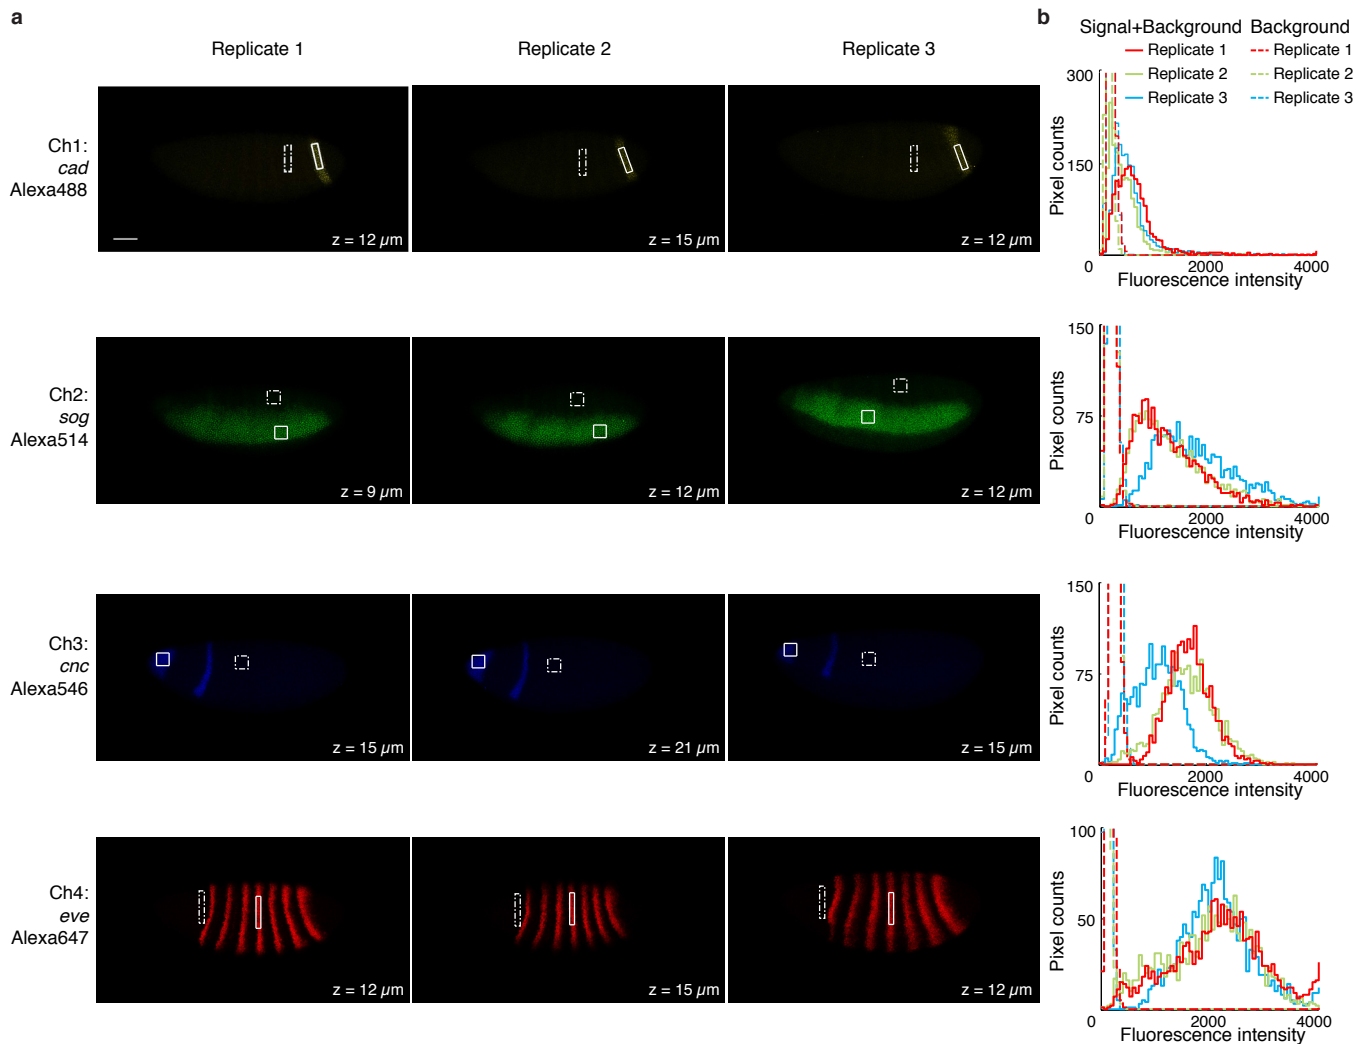 a
b
Replicate 1
Replicate 2
Replicate 3
Signal+Background
Background
Replicate 1
Replicate 1
Replicate 2
Replicate 2
Replicate 3
Replicate 3
Ch1:
cad
Alexa488
z = 12 µm
z = 15 µm
z = 12 µm
300
150
0
2000
4000
Pixel counts
Fluorescence intensity
Ch2:
sog
Alexa514
z = 9 µm
z = 12 µm
z = 12 µm
150
75
0
2000
4000
Pixel counts
Fluorescence intensity
Ch3:
cnc
Alexa546
z = 15 µm
z = 21 µm
z = 15 µm
150
75
0
2000
4000
Pixel counts
Fluorescence intensity
Ch4:
eve
Alexa647
z = 12 µm
z = 15 µm
z = 12 µm
100
50
0
0
2000
4000
Pixel counts
Fluorescence intensity